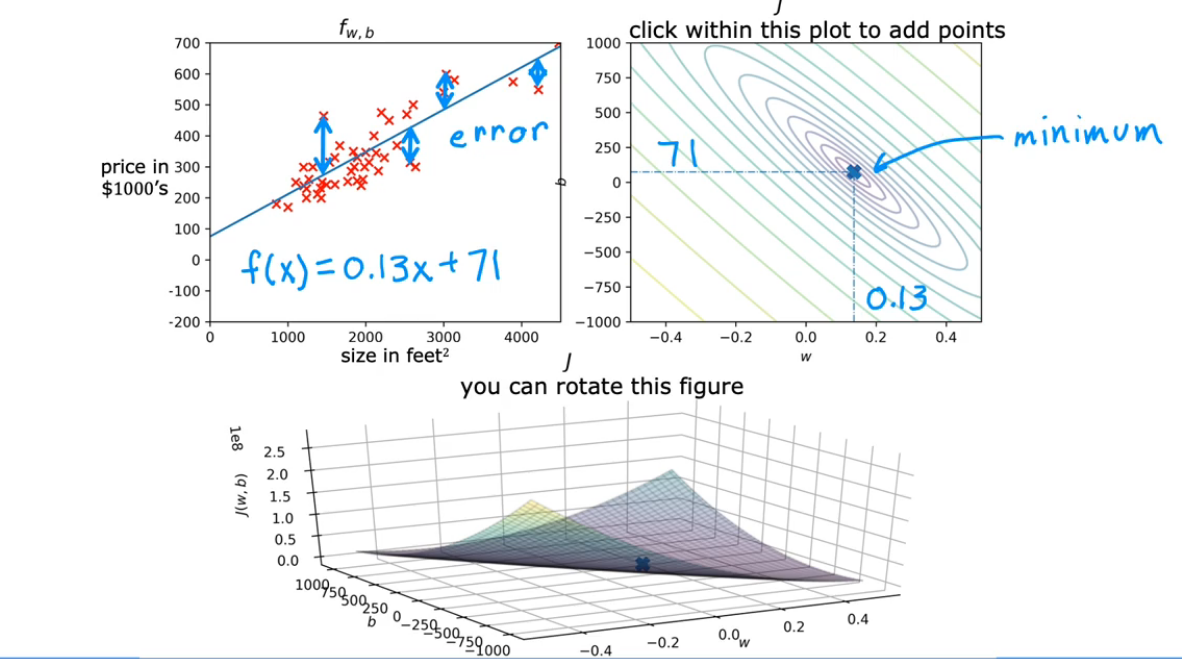 J
f_{w, b}
click within this plot to add points
700
600
500
400
300
200
100
0
-100
-200
price in
$1000's
0 1000 2000 3000 4000
size in feet²
error
f(x)=0.13x+71
1000
750
500
250
0
−250
−500
−750
−1000
b
71
minimum
0.13
−0.4 −0.2 0.0 0.2 0.4
w
J
you can rotate this figure
1e8
J(w, b)
2.5
2.0
1.5
1.0
0.5
0.0
1000 750 500 250 0 −250 −500 −750 −1000
b
−0.4 −0.2 0.0 0.2 0.4
w